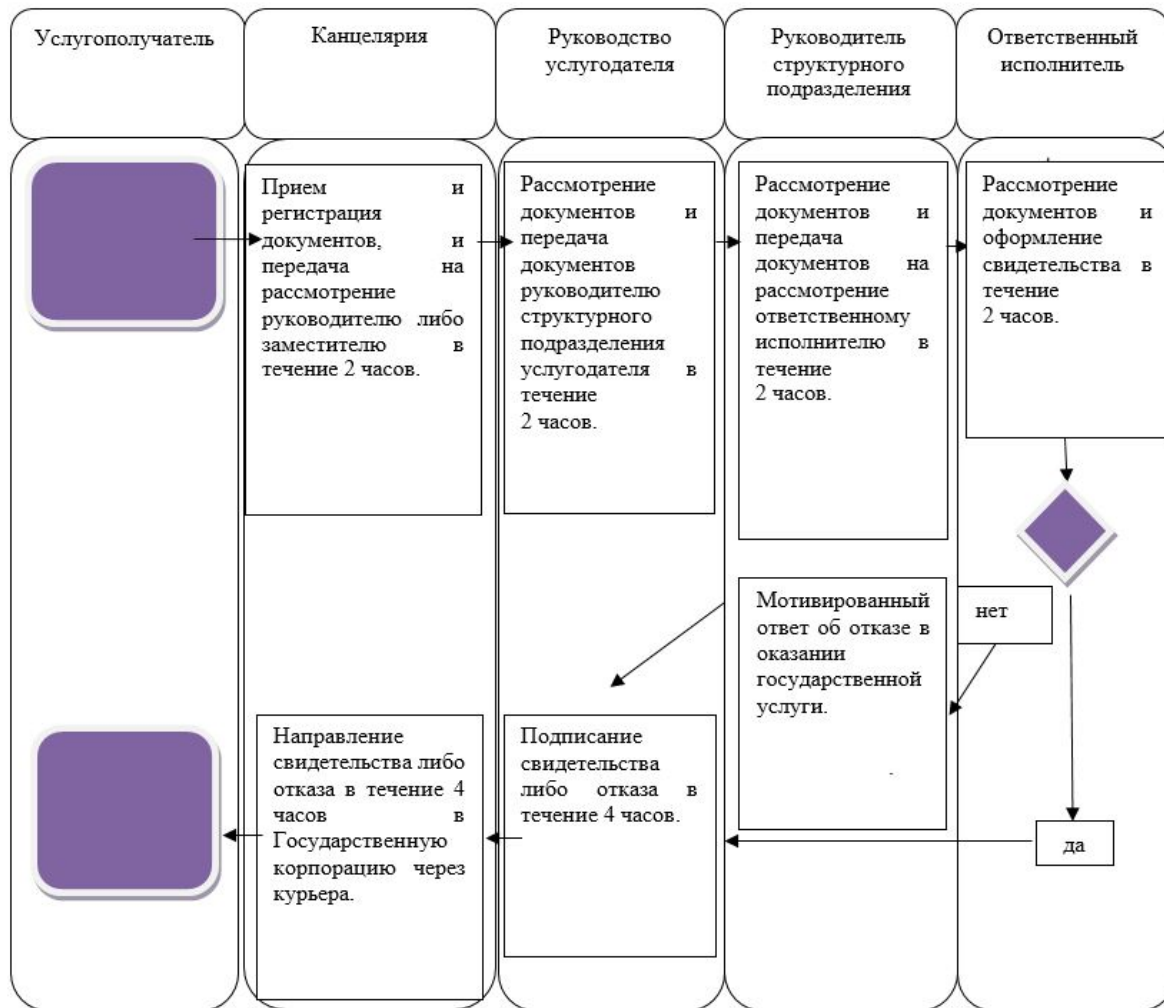 Услугополучатель
Канцелярия
Руководство
услугодателя
Руководитель
структурного
подразделения
Ответственный
исполнитель
Прием и
регистрация
документов, и
передача на
рассмотрение
руководителю либо
заместителю в
течение 2 часов.
Рассмотрение
документов и
передача
документов
руководителю
структурного
подразделения
услугодателя в
течение
2 часов.
Рассмотрение
документов и
передача
документов на
рассмотрение
ответственному
исполнителю в
течение
2 часов.
Рассмотрение
документов и
оформление
свидетельства в
течение
2 часов.
Мотивированный
ответ об отказе в
оказании
государственной
услуги.
.
нет
Направление
свидетельства либо
отказа в течение 4
часов в
Государственную
корпорацию через
курьера.
Подписание
свидетельства
либо отказа в
течение 4 часов.
да